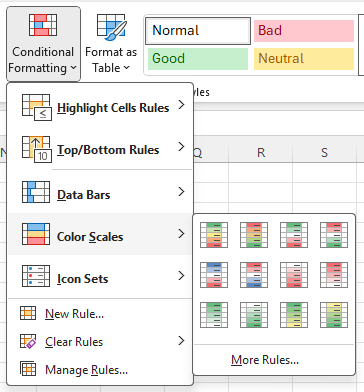 Conditional Formatting
Format as Table
Normal
Bad
Good
Neutral
Highlight Cells Rules
Top/Bottom Rules
10
Data Bars
Color Scales
Icon Sets
New Rule...
Clear Rules
Manage Rules...
Q
R
S
More Rules...